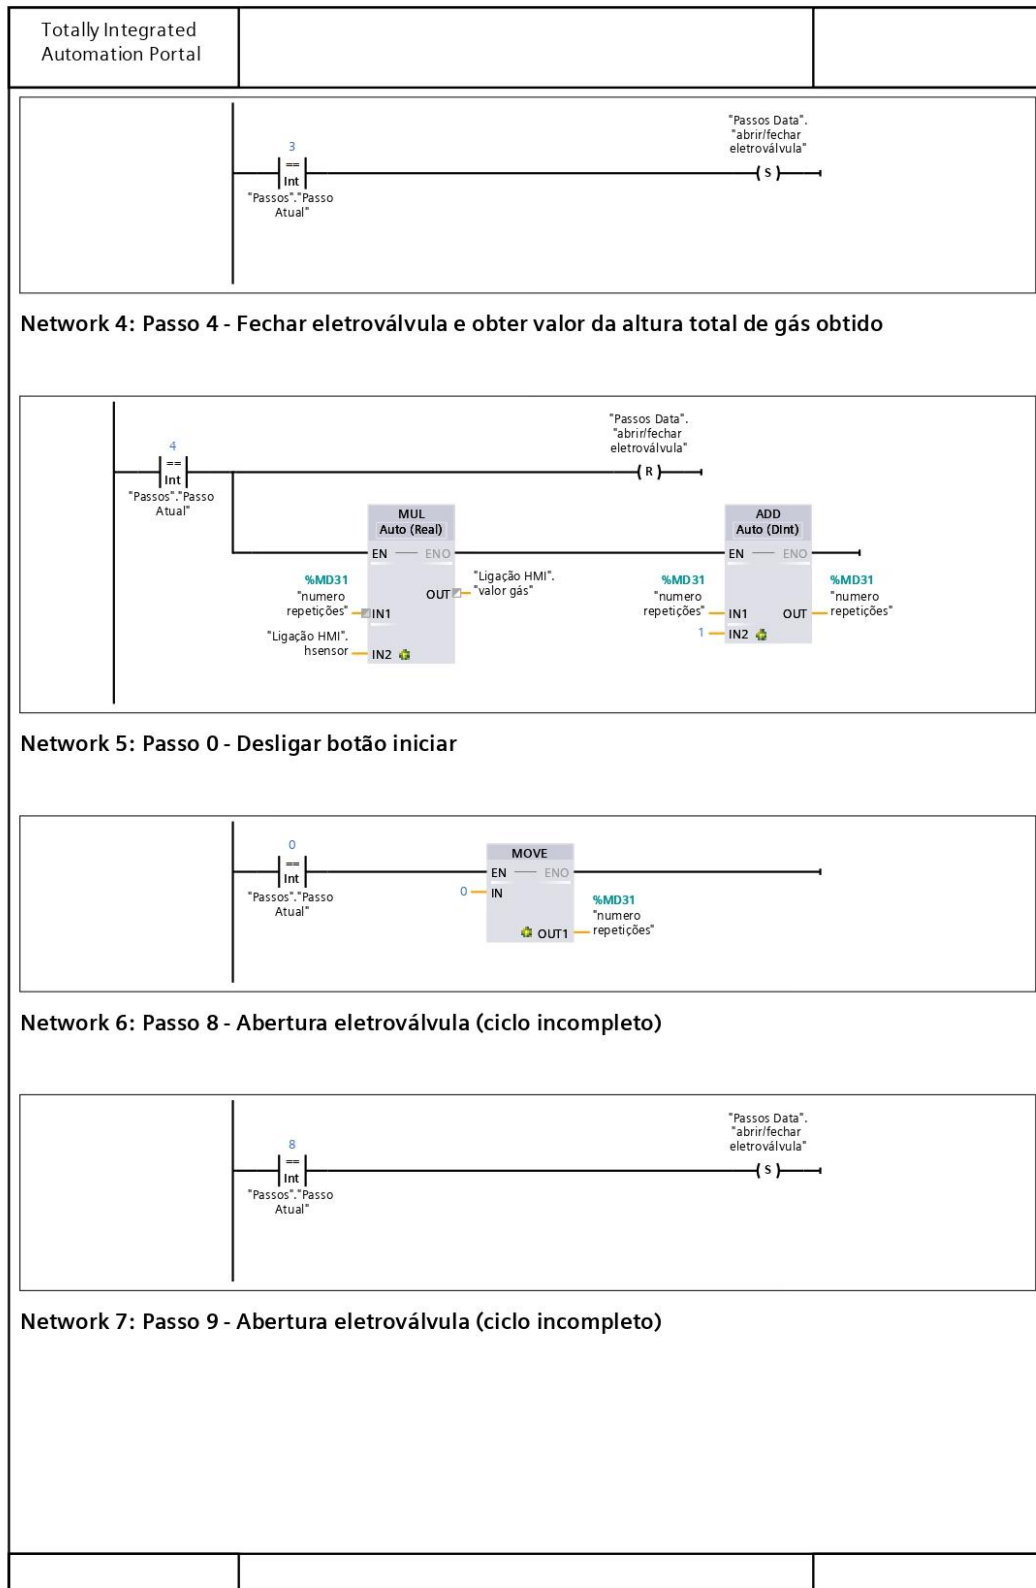 Totally Integrated
Automation Portal
3
==
Int
"Passos"."Passo
Atual"
"Passos Data".
"abrir/fechar
eletroválvula"
S
Network 4: Passo 4 - Fechar eletroválvula e obter valor da altura total de gás obtido
4
==
Int
"Passos"."Passo
Atual"
"Passos Data".
"abrir/fechar
eletroválvula"
R
MUL
Auto (Real)
EN ENO
%MD31
"numero
repetições"
IN1
"Ligação HMI".
hsensor
IN2
OUT
"Ligação HMI".
"valor gás"
ADD
Auto (DInt)
EN ENO
%MD31
"numero
repetições"
IN1
1
IN2
OUT
%MD31
"numero
repetições"
Network 5: Passo 0 - Desligar botão iniciar
0
==
Int
"Passos"."Passo
Atual"
MOVE
EN ENO
0
IN
OUT1
%MD31
"numero
repetições"
Network 6: Passo 8 - Abertura eletroválvula (ciclo incompleto)
8
==
Int
"Passos"."Passo
Atual"
"Passos Data".
"abrir/fechar
eletroválvula"
S
Network 7: Passo 9 - Abertura eletroválvula (ciclo incompleto)